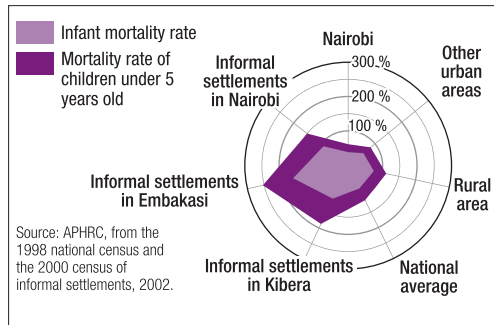 Infant mortality rate
Mortality rate of
children under 5
years old
Nairobi
300 %
200 %
100 %
Other
urban
areas
Rural
area
National
average
Informal settlements
in Kibera
Informal settlements
in Embakasi
Informal
settlements
in Nairobi
Source: APHRC, from the
1998 national census and
the 2000 census of
informal settlements, 2002.